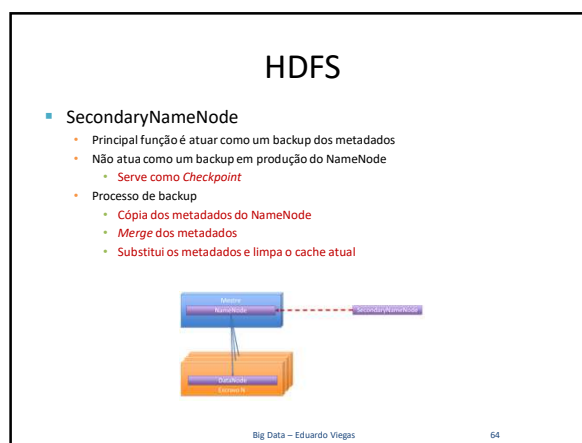 HDFS
SecondaryNameNode
Principal função é atuar como um backup dos metadados
Não atua como um backup em produção do NameNode
Serve como Checkpoint
Processo de backup
Cópia dos metadados do NameNode
Merge dos metadados
Substitui os metadados e limpa o cache atual
Mestre
NameNode
SecondaryNameNode
DataNode
Escravo N
Big Data – Eduardo Viegas
64